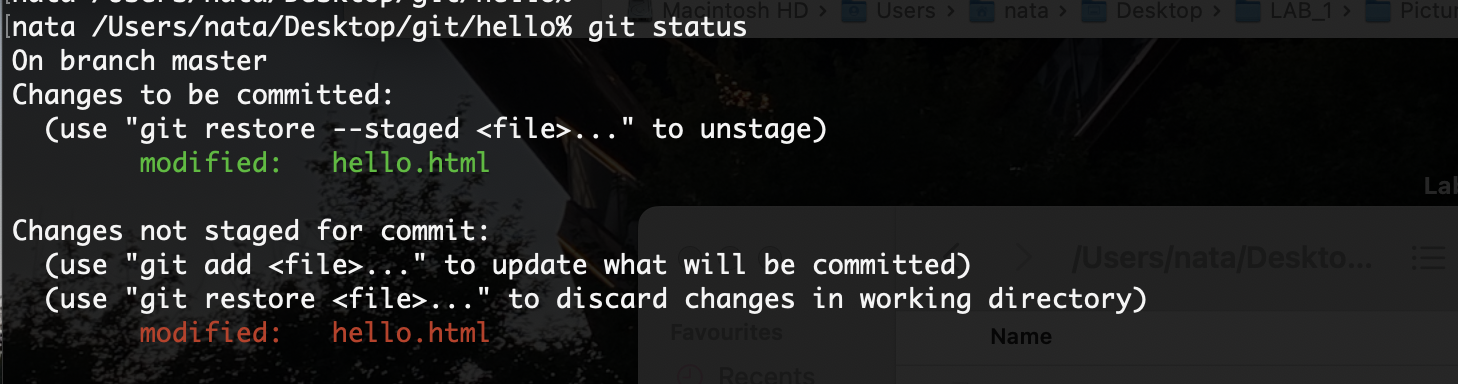 Macintosh HD › Users › nata › Desktop › LAB_1 ›
nata /Users/nata/Desktop/git/hello% git status
On branch master
Changes to be committed:
  (use "git restore --staged <file>..." to unstage)
        modified:   hello.html
Changes not staged for commit:
  (use "git add <file>..." to update what will be committed)
  (use "git restore <file>..." to discard changes in working directory)
        modified:   hello.html
/Users/nata/Deskto...
Favourites
Name
Recents